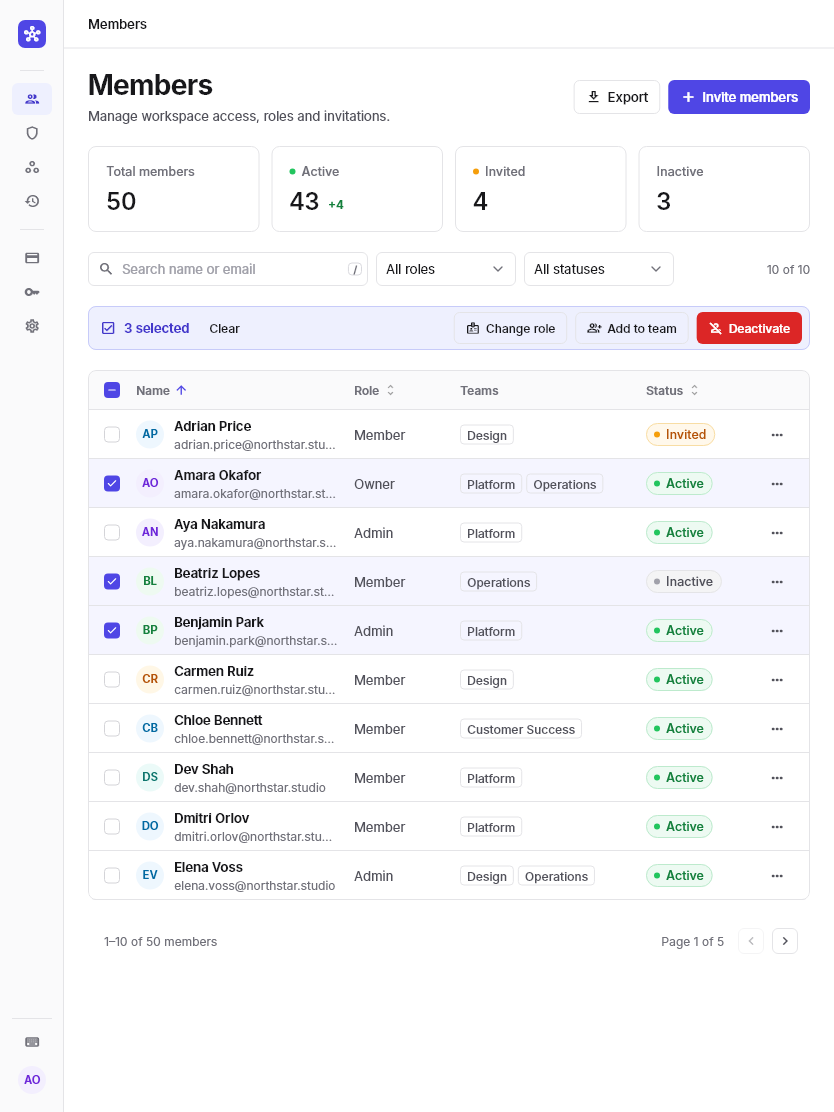 Members
Members
Manage workspace access, roles and invitations.
Export
Invite members
Total members
50
Active
43 +4
Invited
4
Inactive
3
Search name or email /
All roles
All statuses
10 of 10
3 selected Clear Change role Add to team Deactivate
Name Role Teams Status
AP Adrian Price Member Design Invited
adrian.price@northstar.stu...
AO Amara Okafor Owner Platform Operations Active
amara.okafor@northstar.st...
AN Aya Nakamura Admin Platform Active
aya.nakamura@northstar.s...
BL Beatriz Lopes Member Operations Inactive
beatriz.lopes@northstar.st...
BP Benjamin Park Admin Platform Active
benjamin.park@northstar.s...
CR Carmen Ruiz Member Design Active
carmen.ruiz@northstar.stu...
CB Chloe Bennett Member Customer Success Active
chloe.bennett@northstar.s...
DS Dev Shah Member Platform Active
dev.shah@northstar.studio
DO Dmitri Orlov Member Platform Active
dmitri.orlov@northstar.stu...
EV Elena Voss Admin Design Operations Active
elena.voss@northstar.studio
1–10 of 50 members Page 1 of 5
AO